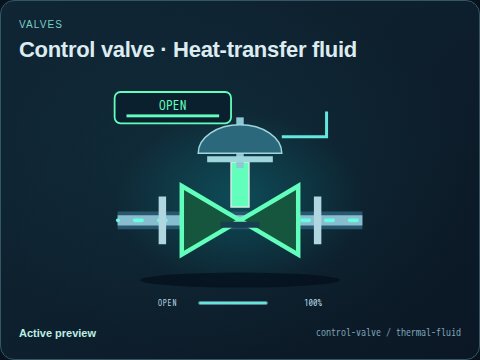 VALVES
Control valve · Heat-transfer fluid
OPEN
OPEN 100%
Active preview control-valve / thermal-fluid